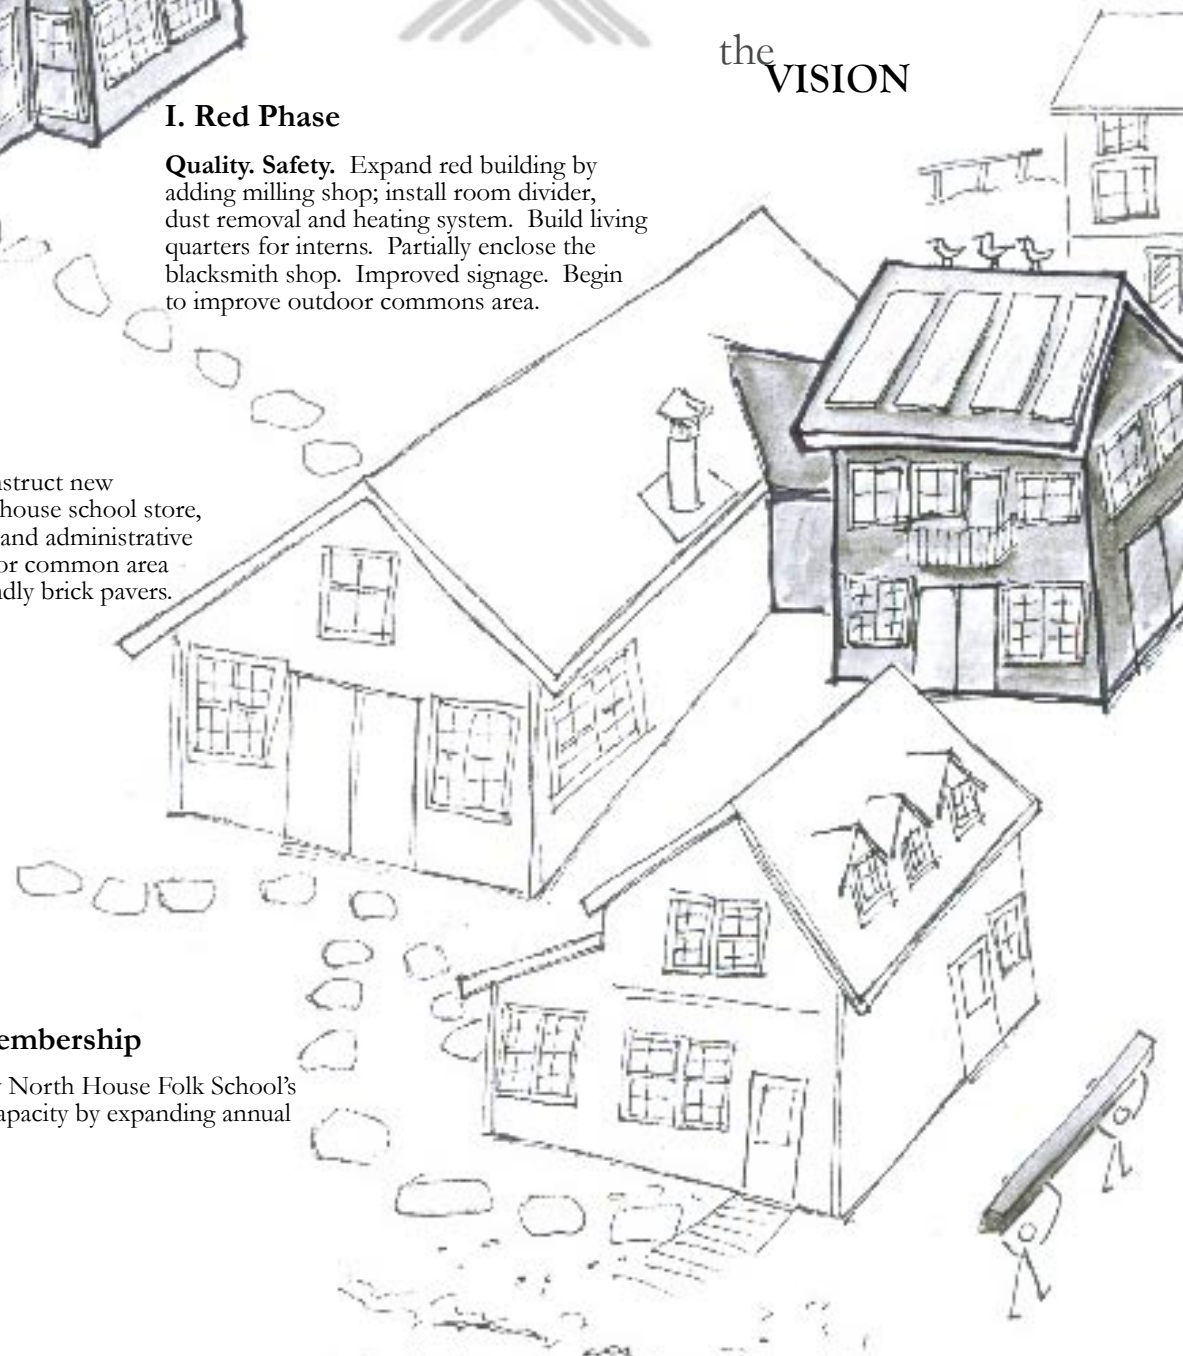 the
VISION
I. Red Phase
Quality. Safety. Expand red building by
adding milling shop; install room divider,
dust removal and heating system. Build living
quarters for interns. Partially enclose the
blacksmith shop. Improved signage. Begin
to improve outdoor commons area.
nstruct new
house school store,
and administrative
or common area
ndly brick pavers.
embership
y North House Folk School's
apacity by expanding annual